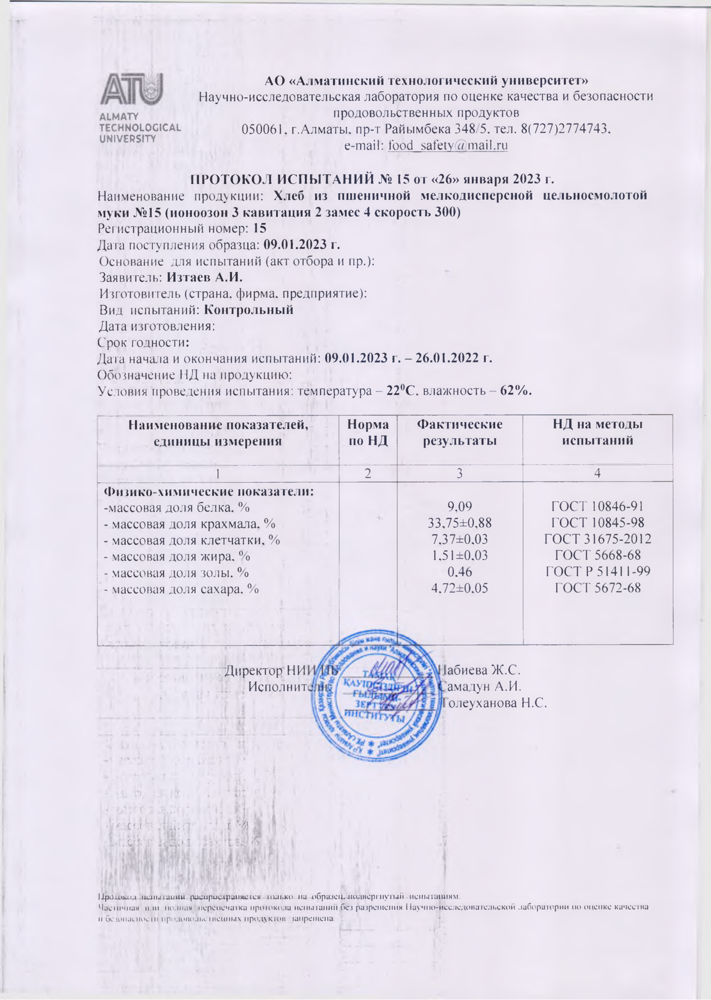 ATU
ALMATY
TECHNOLOGICAL
UNIVERSITY
АО «Алматинский технологический университет»
Научно-исследовательская лаборатория по оценке качества и безопасности
продовольственных продуктов
050061, г.Алматы, пр-т Райымбека 348/5, тел. 8(727)2774743,
e-mail: food_safety@mail.ru
ПРОТОКОЛ ИСПЫТАНИЙ № 15 от «26» января 2023 г.
Наименование продукции: Хлеб из пшеничной мелкодисперсной цельносмолотой
муки №15 (ионоозон 3 кавитация 2 замес 4 скорость 300)
Регистрационный номер: 15
Дата поступления образца: 09.01.2023 г.
Основание для испытаний (акт отбора и пр.):
Заявитель: Изтаев А.И.
Изготовитель (страна, фирма, предприятие):
Вид испытаний: Контрольный
Дата изготовления:
Срок годности:
Дата начала и окончания испытаний: 09.01.2023 г. – 26.01.2022 г.
Обозначение НД на продукцию:
Условия проведения испытания: температура – 22⁰С, влажность – 62%.
Наименование показателей, Норма Фактические НД на методы
единицы измерения по НД результаты испытаний
1 2 3 4
Физико-химические показатели:
-массовая доля белка, % 9,09 ГОСТ 10846-91
- массовая доля крахмала, % 33,75±0,88 ГОСТ 10845-98
- массовая доля клетчатки, % 7,37±0,03 ГОСТ 31675-2012
- массовая доля жира, % 1,51±0,03 ГОСТ 5668-68
- массовая доля золы, % 0,46 ГОСТ Р 51411-99
- массовая доля сахара, % 4,72±0,05 ГОСТ 5672-68
Директор НИИ ПБ Набиева Ж.С.
Исполнители: Самадун А.И.
Толеуханова Н.С.
ТАМАҚ
ҚАУІПСІЗДІГІ
ҒЫЛЫМИ-
ЗЕРТТЕУ
ИНСТИТУТЫ
Протокол испытаний распространяется только на образец, подвергнутый испытаниям.
Частичная или полная перепечатка протокола испытаний без разрешения Научно-исследовательской лаборатории по оценке качества
и безопасности продовольственных продуктов запрещена.